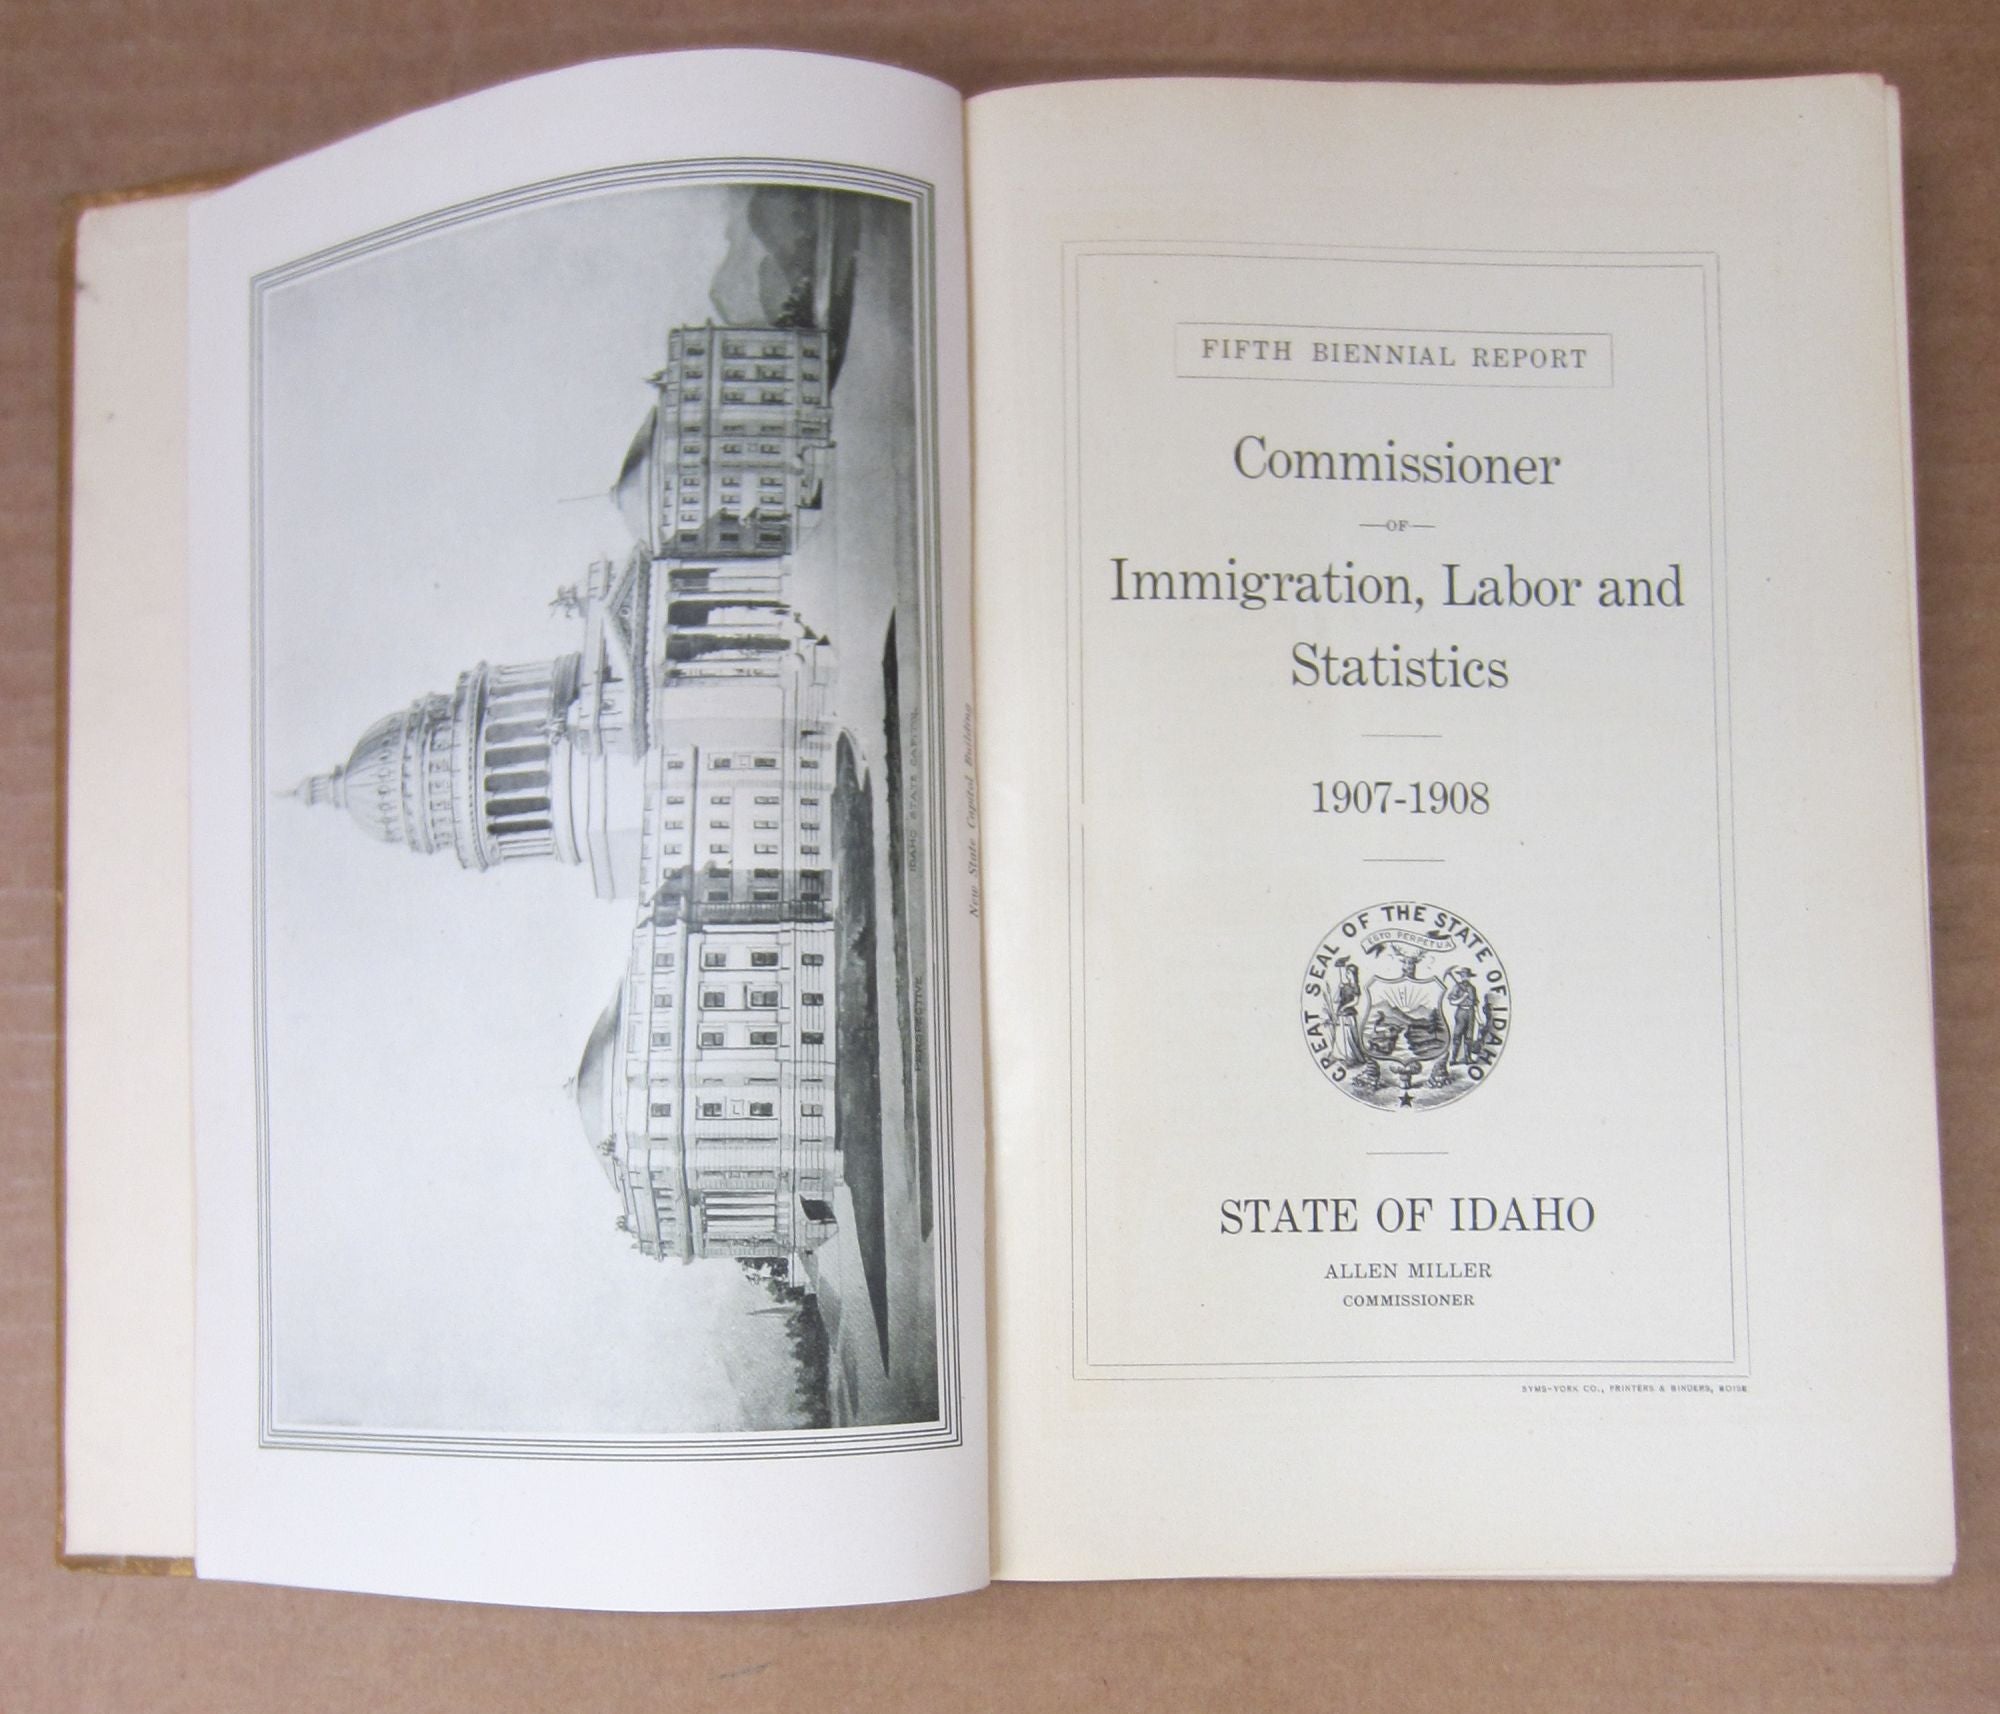 IDAHO STATE CAPITOL
PERSPECTIVE
New State Capital Building
FIFTH BIENNIAL REPORT
Commissioner
OF
Immigration, Labor and
Statistics
1907-1908
GREAT SEAL OF THE STATE OF IDAHO
ESTO PERPETUA
STATE OF IDAHO
ALLEN MILLER
COMMISSIONER
SYMS-YORK CO., PRINTERS & BINDERS, BOISE